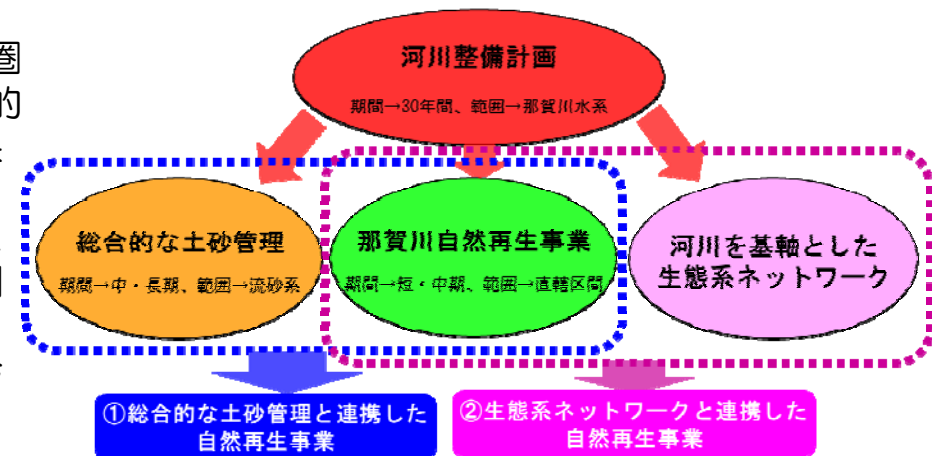 圏
的
河川整備計画
期間→30年間、範囲→那賀川水系
総合的な土砂管理
期間→中・長期、範囲→流砂系
那賀川自然再生事業
期間→短・中期、範囲→直轄区間
河川を基軸とした
生態系ネットワーク
①総合的な土砂管理と連携した
自然再生事業
②生態系ネットワークと連携した
自然再生事業